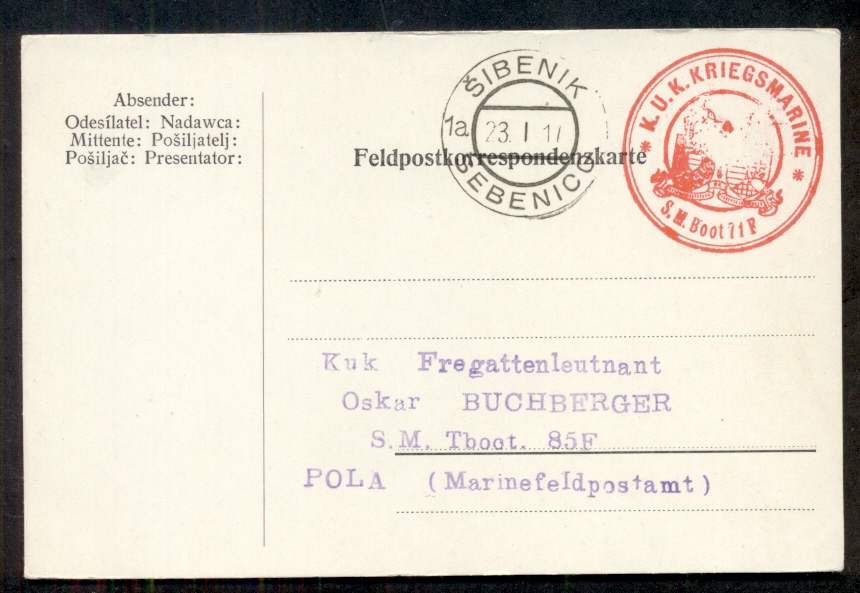 Absender:
Odesílatel: Nadawca:
Mittente: Pošiljatelj:
Pošiljač: Presentator:
ŠIBENIK
1a 23. I 17
SEBENICO
* K.U.K. KRIEGSMARINE *
S.M. Boot 71F
Feldpostkorrespondenzkarte
Kuk Fregattenleutnant
Oskar BUCHBERGER
S.M. Tboot. 85F
POLA (Marinefeldpostamt)